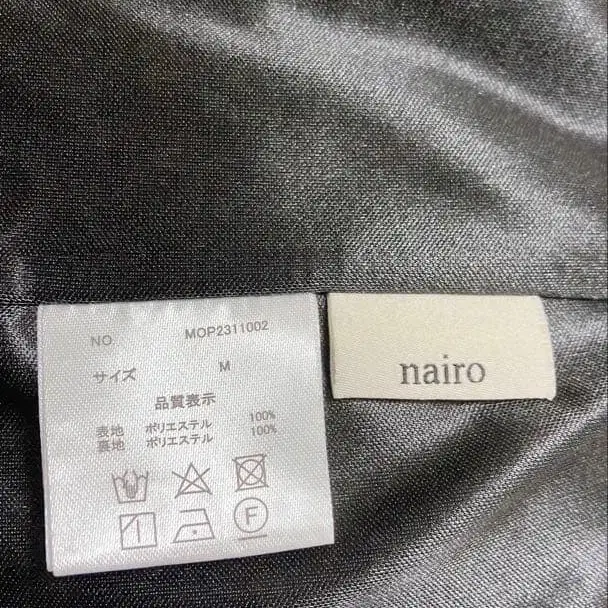 NO. MOP2311002
サイズ M
品質表示
表地 ポリエステル 100%
裏地 ポリエステル 100%
F
nairo